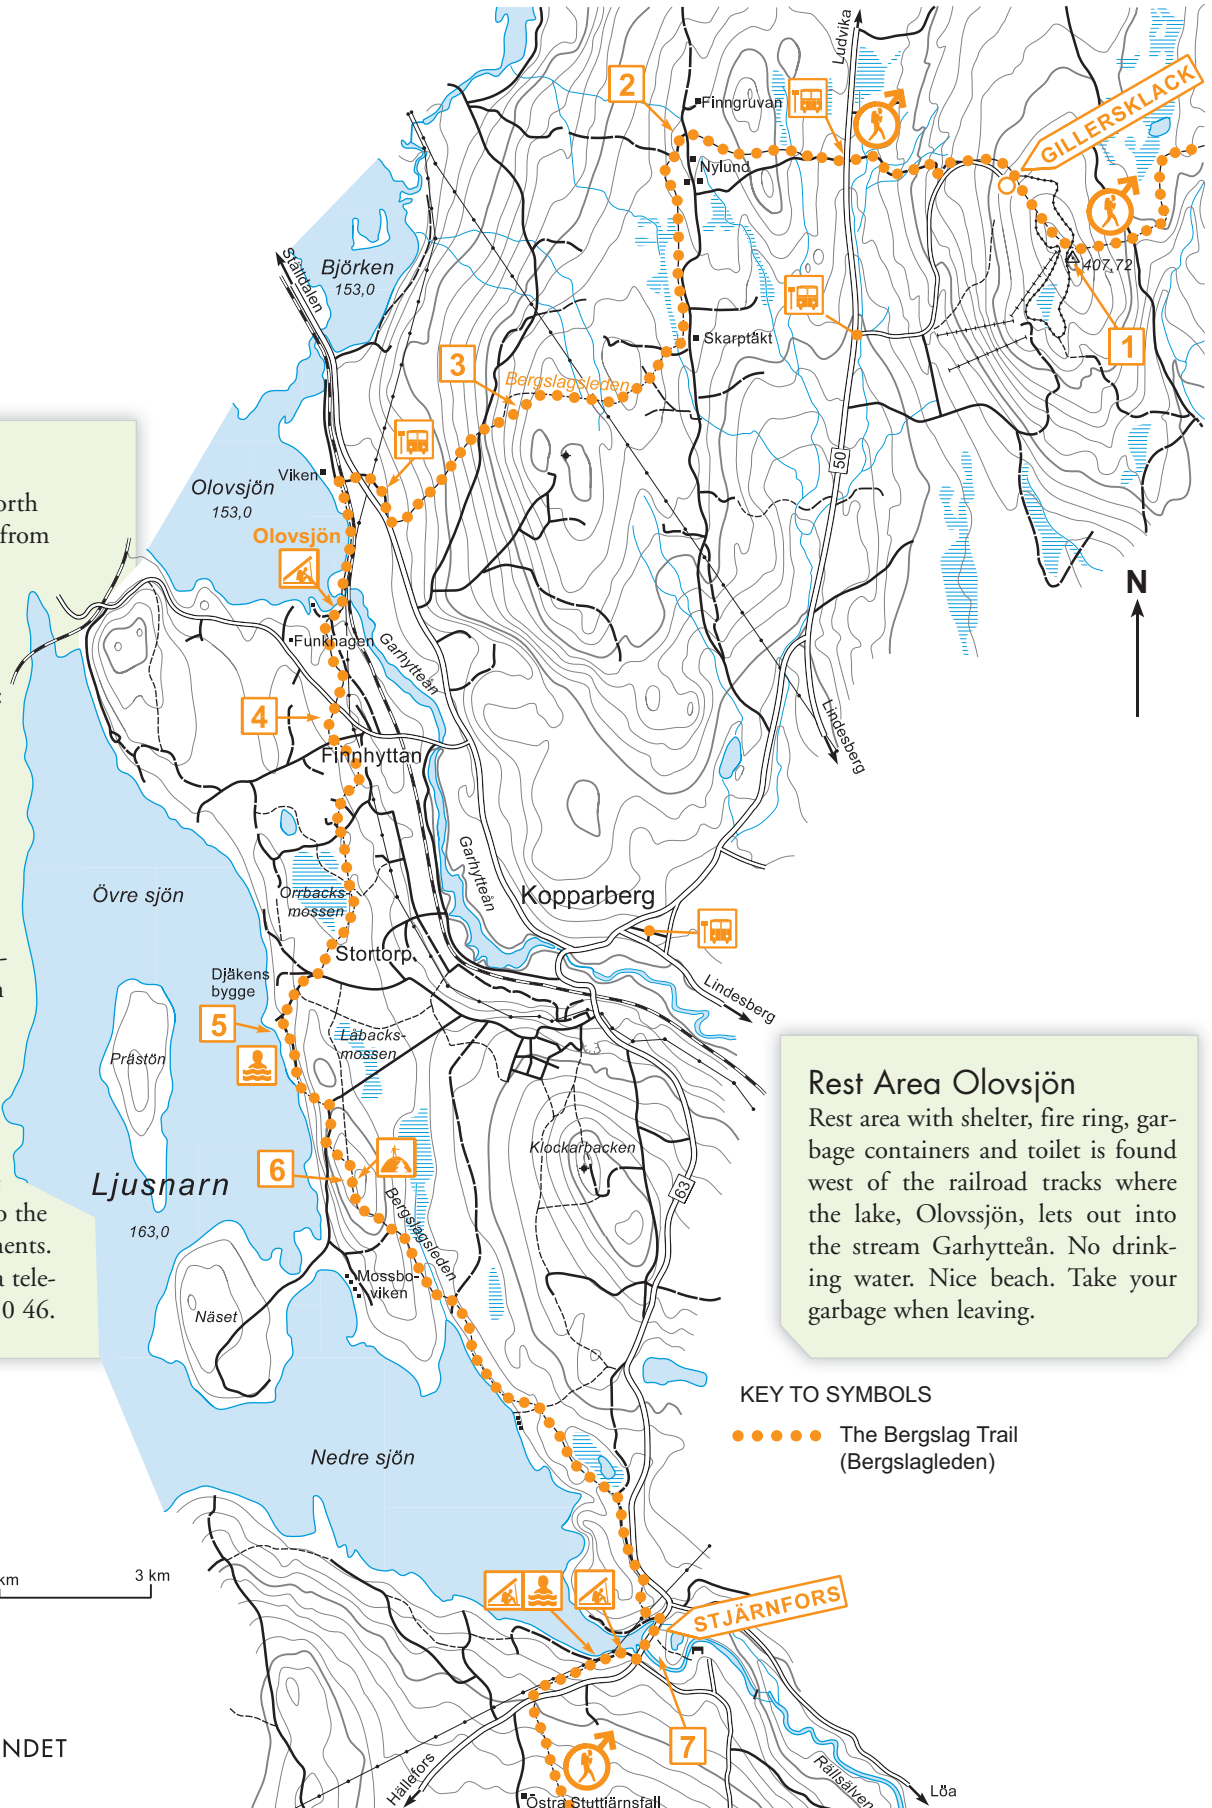 Ludvika
2
Finngruvan
GILLERSKLACK
Nylund
Ställdalen
Björken
153,0
407,72
1
Skarptäkt
3
Bergslagsleden
50
Viken
Olovsjön
153,0
Olovsjön
orth
from
N
Funkhagen
Garhytteån
4
Finnhyttan
Lindesberg
Garhytteån
Övre sjön
Orrbacks-
mossen
Kopparberg
Stortorp
Djäkens
bygge
Lindesberg
5
Låbacks-
mossen
Prästön
Klockarbacken
6
63
Ljusnarn
163,0
Bergslagsleden
Mossbo-
viken
Näset
o the
nents.
a tele-
0 46.
Rest Area Olovsjön
Rest area with shelter, fire ring, gar-
bage containers and toilet is found
west of the railroad tracks where
the lake, Olovssjön, lets out into
the stream Garhytteån. No drink-
ing water. Nice beach. Take your
garbage when leaving.
KEY TO SYMBOLS
The Bergslag Trail
(Bergslagleden)
Nedre sjön
km
3 km
STJÄRNFORS
7
NDET
Hällefors
Rällsälven
Löa
Östra Stuttjärnsfall